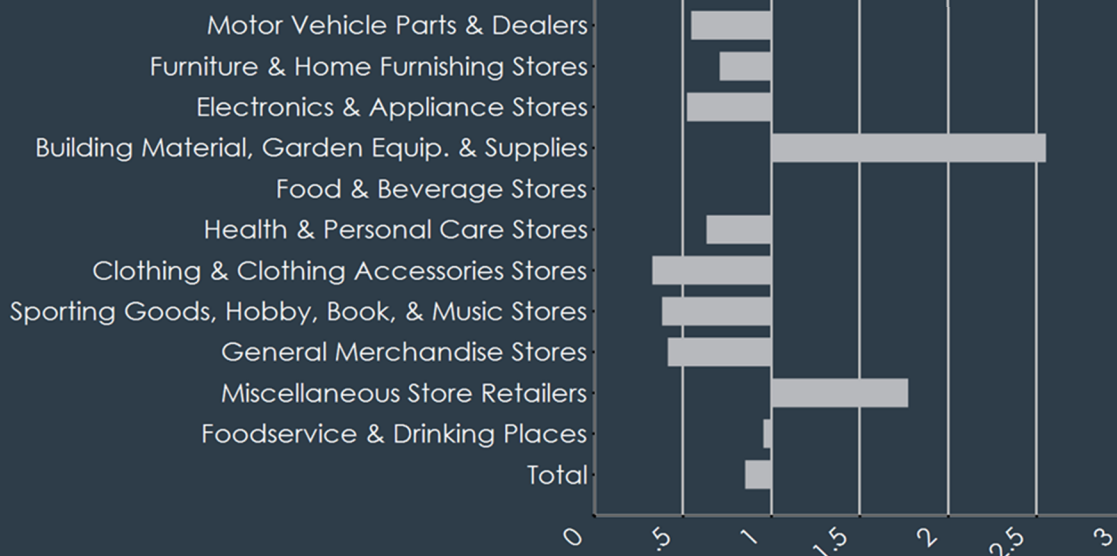 Motor Vehicle Parts & Dealers
Furniture & Home Furnishing Stores
Electronics & Appliance Stores
Building Material, Garden Equip. & Supplies
Food & Beverage Stores
Health & Personal Care Stores
Clothing & Clothing Accessories Stores
Sporting Goods, Hobby, Book, & Music Stores
General Merchandise Stores
Miscellaneous Store Retailers
Foodservice & Drinking Places
Total
0 .5 1 1.5 2 2.5 3